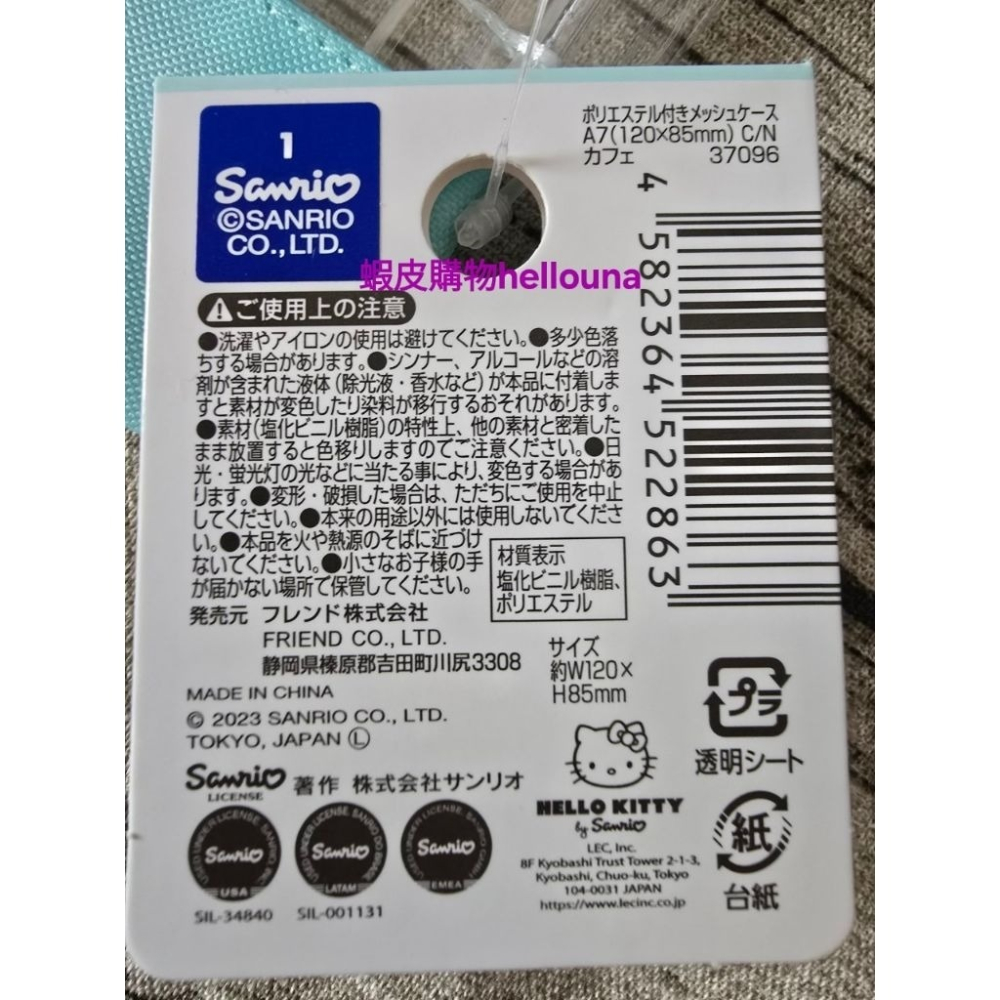 1
Sanrio
©SANRIO
CO.,LTD.
ポリエステル付きメッシュケース
A7(120×85mm) C/N
カフェ 37096
4 582364 522863
蝦皮購物hellouna
ご使用上の注意
●洗濯やアイロンの使用は避けてください。●多少色落
ちする場合があります。●シンナー、アルコールなどの溶
剤が含まれた液体(除光液・香水など)が本品に付着しま
すと素材が変色したり染料が移行するおそれがあります。
●素材(塩化ビニル樹脂)の特性上、他の素材と密着した
まま放置すると色移りしますのでご注意ください。●日
光・蛍光灯の光などに当たる事により、変色する場合があ
ります。●変形・破損した場合は、ただちにご使用を中止
してください。●本来の用途以外には使用しないでくださ
い。●本品を火や熱源のそばに近づけ
ないでください。●小さなお子様の手
が届かない場所で保管してください。
材質表示
塩化ビニル樹脂、
ポリエステル
発売元 フレンド株式会社
FRIEND CO., LTD.
静岡県榛原郡吉田町川尻3308
サイズ
約W120×
H85mm
MADE IN CHINA
© 2023 SANRIO CO., LTD.
TOKYO, JAPAN Ⓛ
プラ
透明シート
Sanrio
LICENSE
著作 株式会社サンリオ
Sanrio
USA
SIL-34840
Sanrio
LATAM
SIL-001131
Sanrio
EMEA
HELLO KITTY
by Sanrio
LEC, Inc.
8F Kyobashi Trust Tower 2-1-3,
Kyobashi, Chuo-ku, Tokyo
104-0031 JAPAN
https://www.lecinc.co.jp
紙
台紙